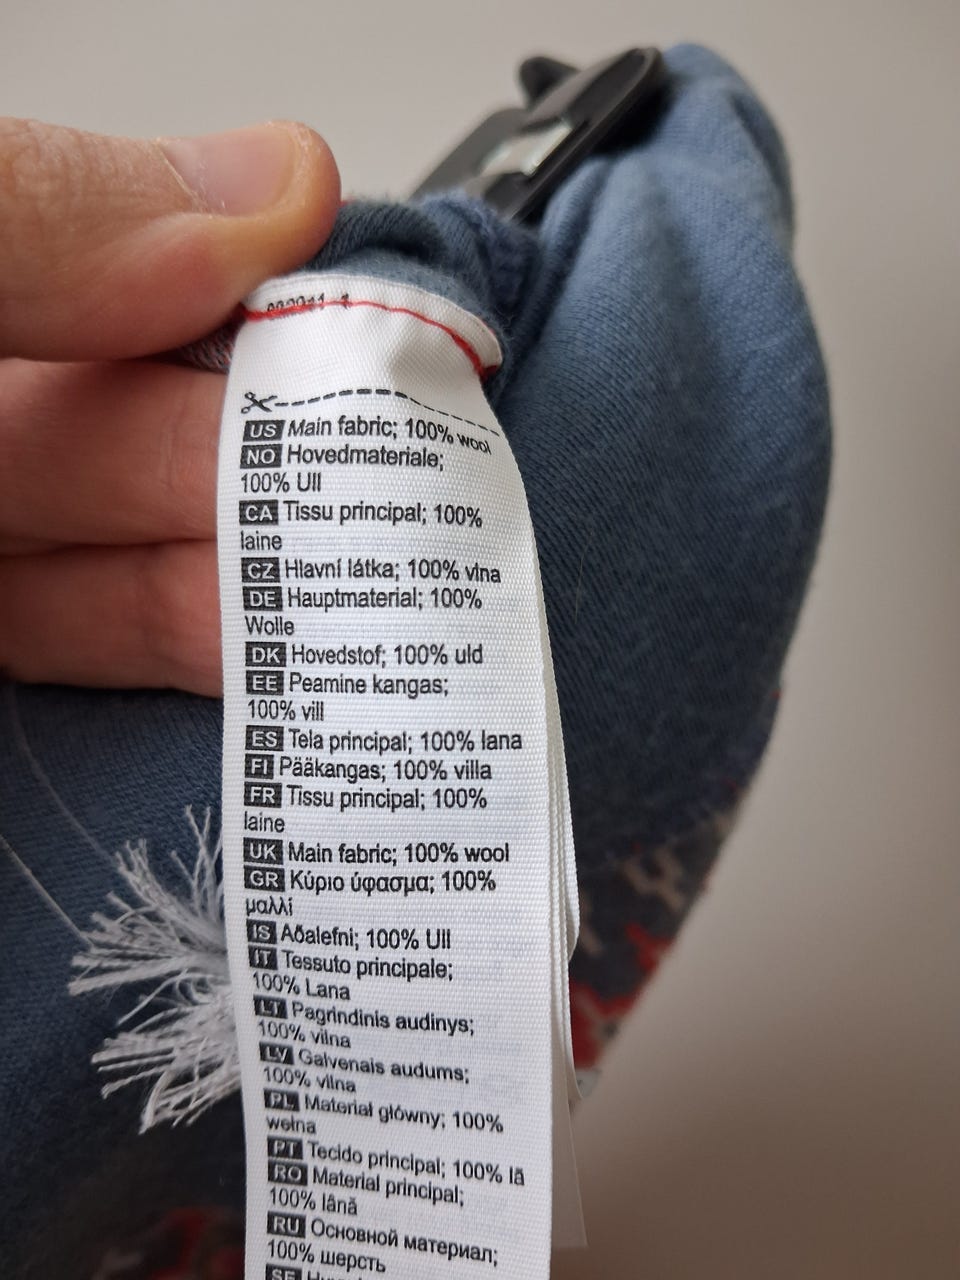 US Main fabric; 100% wool
NO Hovedmateriale;
100% Ull
CA Tissu principal; 100%
laine
CZ Hlavní látka; 100% vlna
DE Hauptmaterial; 100%
Wolle
DK Hovedstof; 100% uld
EE Peamine kangas;
100% vill
ES Tela principal; 100% lana
FI Pääkangas; 100% villa
FR Tissu principal; 100%
laine
UK Main fabric; 100% wool
GR Κύριο ύφασμα; 100%
μαλλί
IS Aðalefni; 100% Ull
IT Tessuto principale;
100% Lana
LT Pagrindinis audinys;
100% vilna
LV Galvenais audums;
100% vilna
PL Materiał główny; 100%
wełna
PT Tecido principal; 100% lã
RO Material principal;
100% lână
RU Основной материал;
100% шерсть
SE